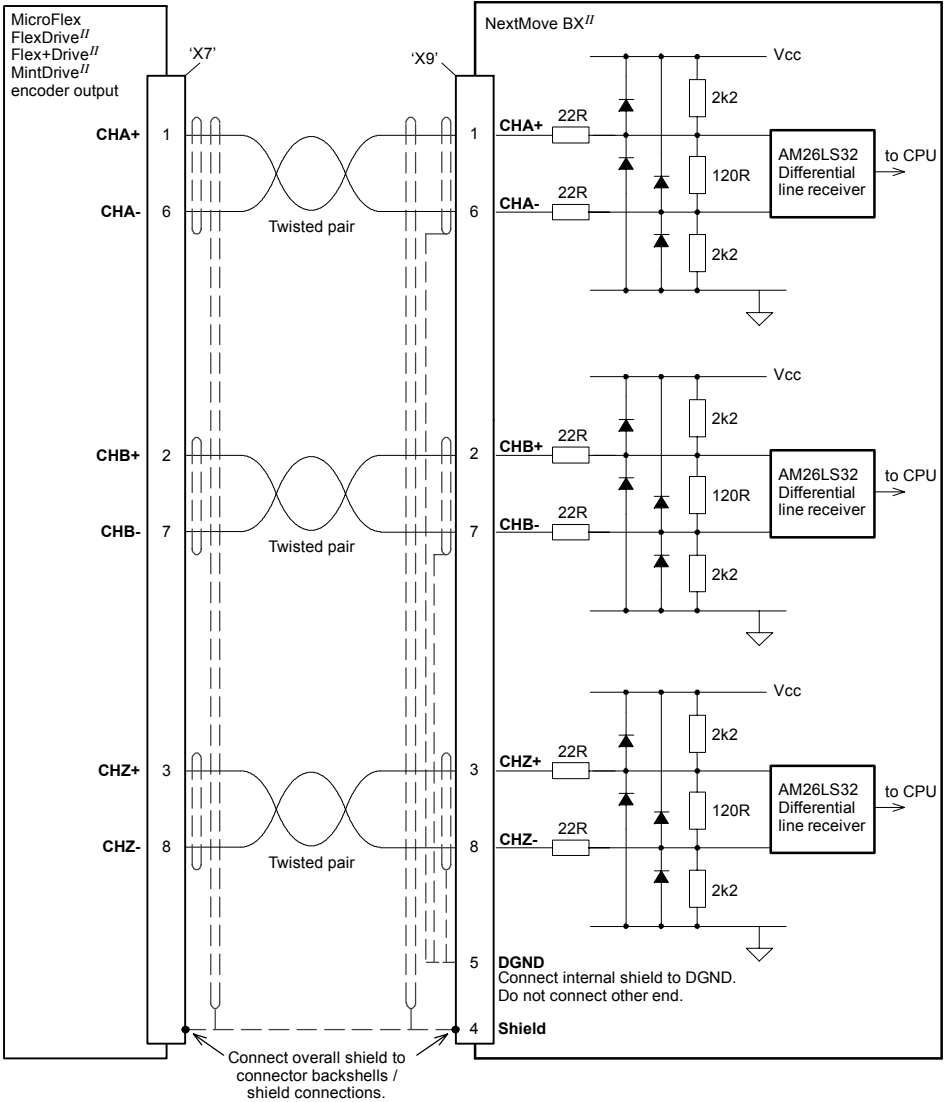 MicroFlex
FlexDrive II
Flex+Drive II
MintDrive II
encoder output
'X7'
'X9'
NextMove BX II
Vcc
2k2
CHA+ 1
1 CHA+ 22R
120R
AM26LS32
Differential
line receiver
to CPU
CHA- 6
6 CHA- 22R
Twisted pair
2k2
Vcc
2k2
CHB+ 2
2 CHB+ 22R
120R
AM26LS32
Differential
line receiver
to CPU
CHB- 7
7 CHB- 22R
Twisted pair
2k2
Vcc
2k2
CHZ+ 3
3 CHZ+ 22R
120R
AM26LS32
Differential
line receiver
to CPU
CHZ- 8
8 CHZ- 22R
Twisted pair
2k2
5 DGND
Connect internal shield to DGND.
Do not connect other end.
4 Shield
Connect overall shield to
connector backshells /
shield connections.